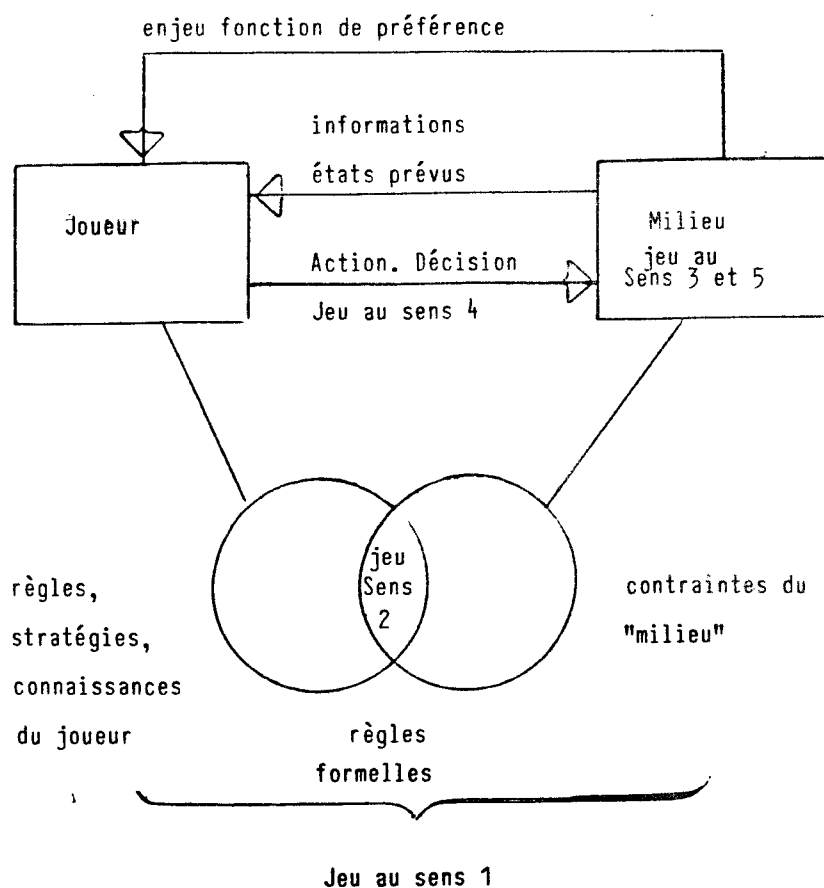 enjeu fonction de préférence
informations
états prévus
Joueur
Milieu
jeu au
Sens 3 et 5
Action. Décision
Jeu au sens 4
jeu
Sens
2
règles,
stratégies,
connaissances
du joueur
contraintes du
"milieu"
règles
formelles
Jeu au sens 1